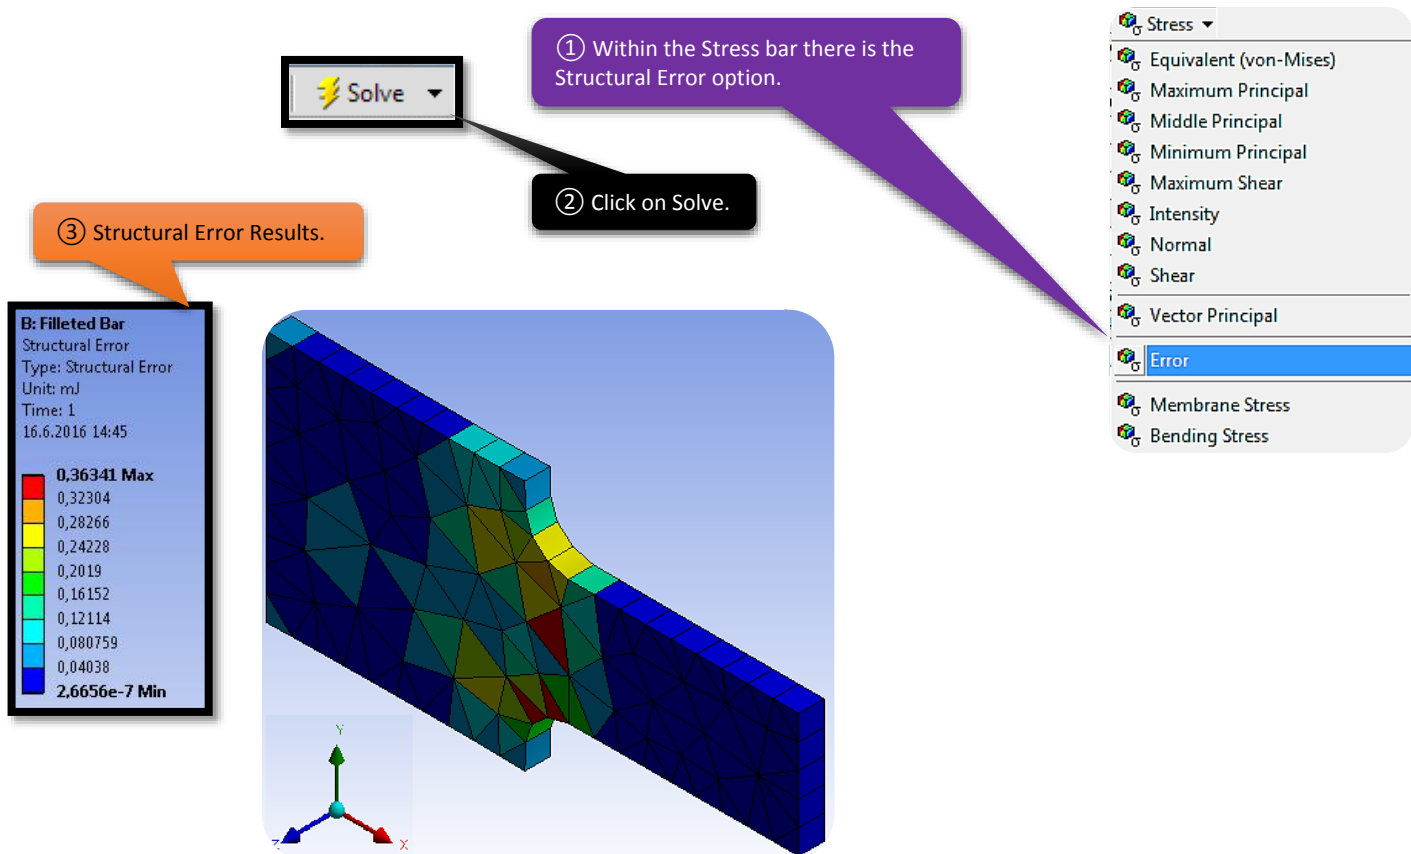 ① Within the Stress bar there is the
Structural Error option.
Solve
② Click on Solve.
③ Structural Error Results.
B: Filleted Bar
Structural Error
Type: Structural Error
Unit: mJ
Time: 1
16.6.2016 14:45
0,36341 Max
0,32304
0,28266
0,24228
0,2019
0,16152
0,12114
0,080759
0,04038
2,6656e-7 Min
Y
Z
X
Stress
Equivalent (von-Mises)
Maximum Principal
Middle Principal
Minimum Principal
Maximum Shear
Intensity
Normal
Shear
Vector Principal
Error
Membrane Stress
Bending Stress